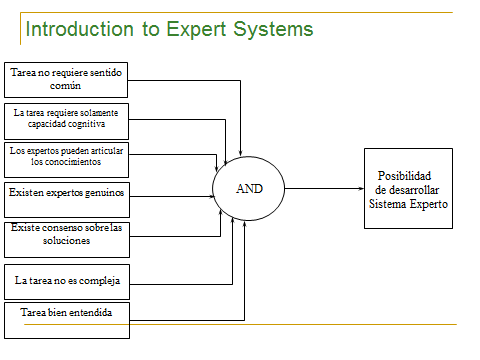 Introduction to Expert Systems
Tarea no requiere sentido
común
La tarea requiere solamente
capacidad cognitiva
Los expertos pueden articular
los conocimientos
Existen expertos genuinos
Existe consenso sobre las
soluciones
La tarea no es compleja
Tarea bien entendida
AND
Posibilidad
de desarrollar
Sistema Experto